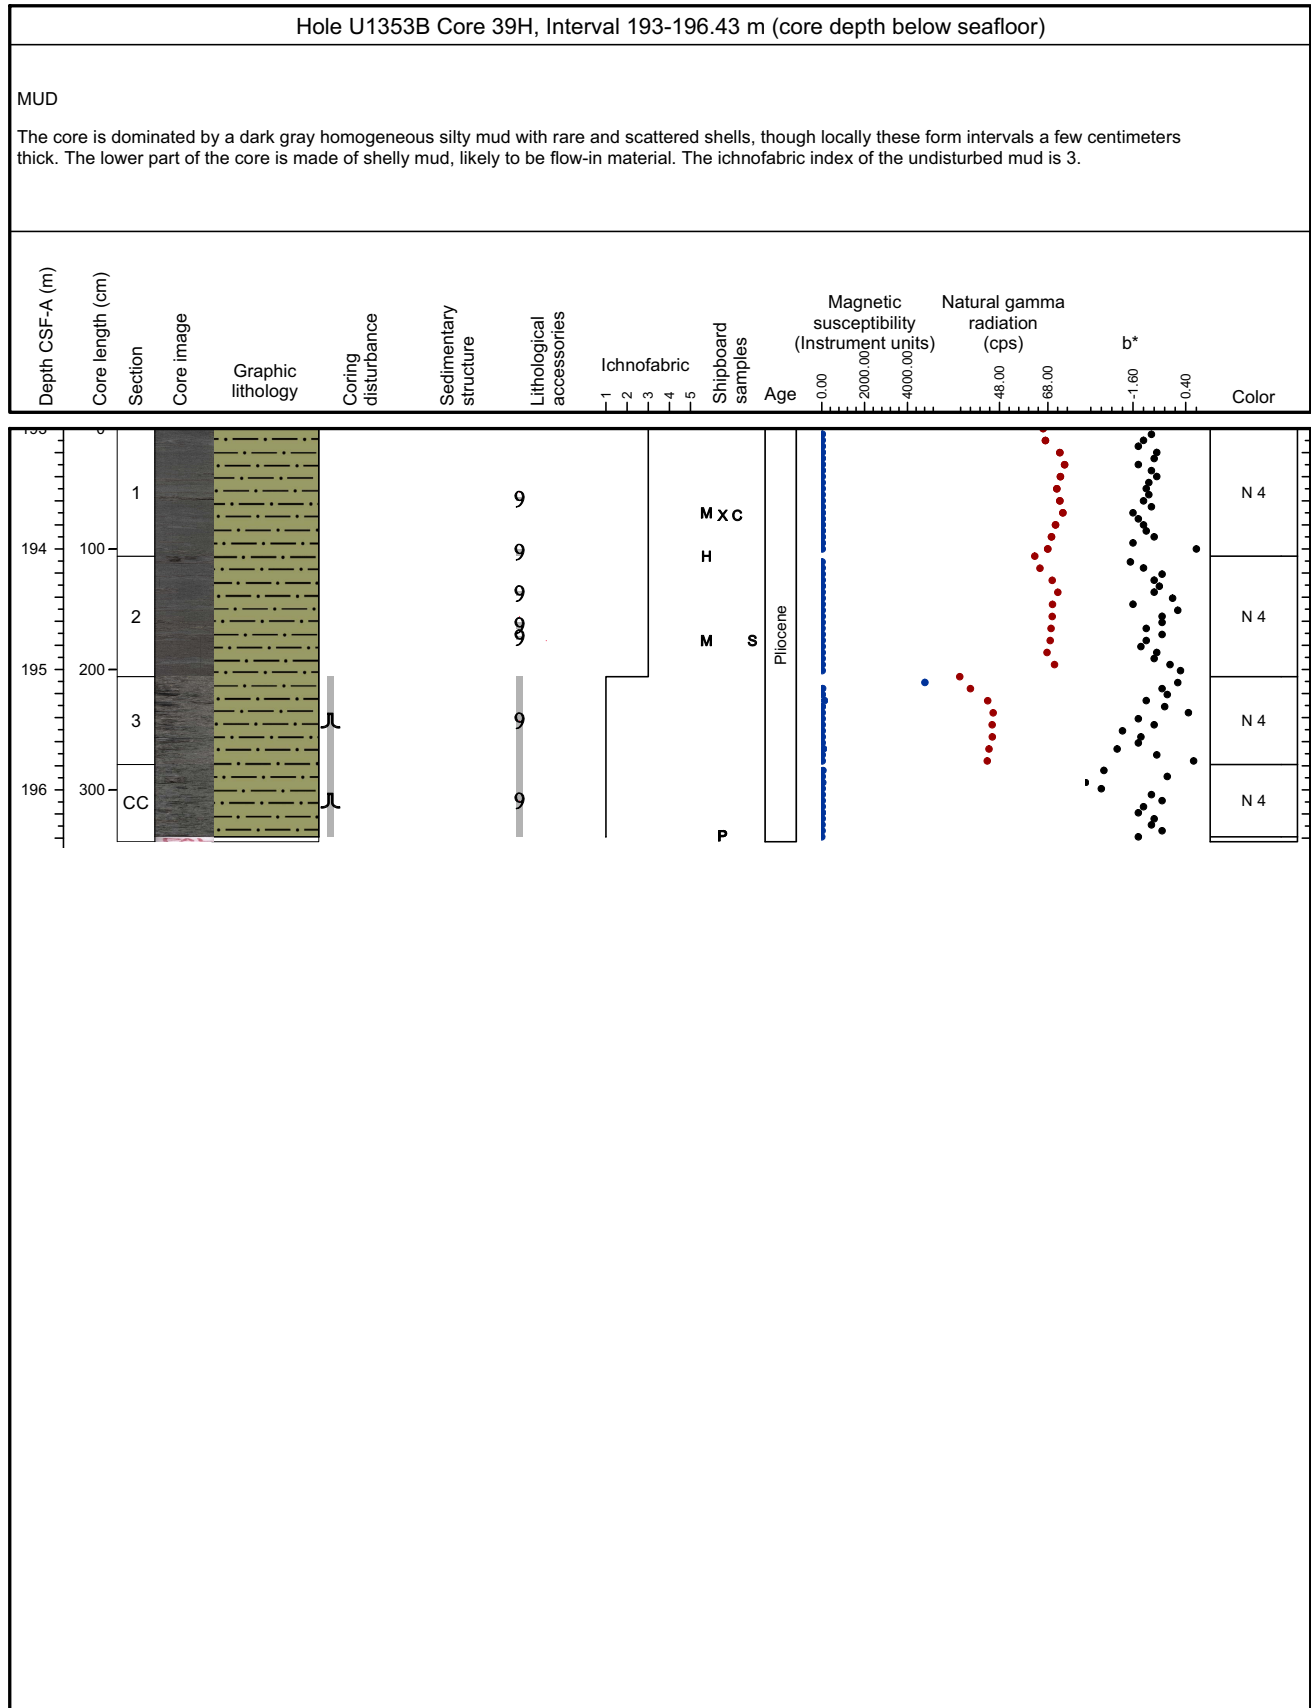 Hole U1353B Core 39H, Interval 193-196.43 m (core depth below seafloor)
MUD
The core is dominated by a dark gray homogeneous silty mud with rare and scattered shells, though locally these form intervals a few centimeters
thick. The lower part of the core is made of shelly mud, likely to be flow-in material. The ichnofabric index of the undisturbed mud is 3.
Depth CSF-A (m)
Core length (cm)
Section
Core image
Graphic
lithology
Coring
disturbance
Sedimentary
structure
Lithological
accessories
Ichnofabric
1 2 3 4 5
Shipboard
samples
Age
Magnetic
susceptibility
(Instrument units)
0.00 2000.00 4000.00
Natural gamma
radiation
(cps)
48.00 68.00
b*
-1.60 0.40
Color
1
M X C
N 4
194 100
H
2
M S
Pliocene
N 4
195 200
3
N 4
196 300
CC
N 4
P